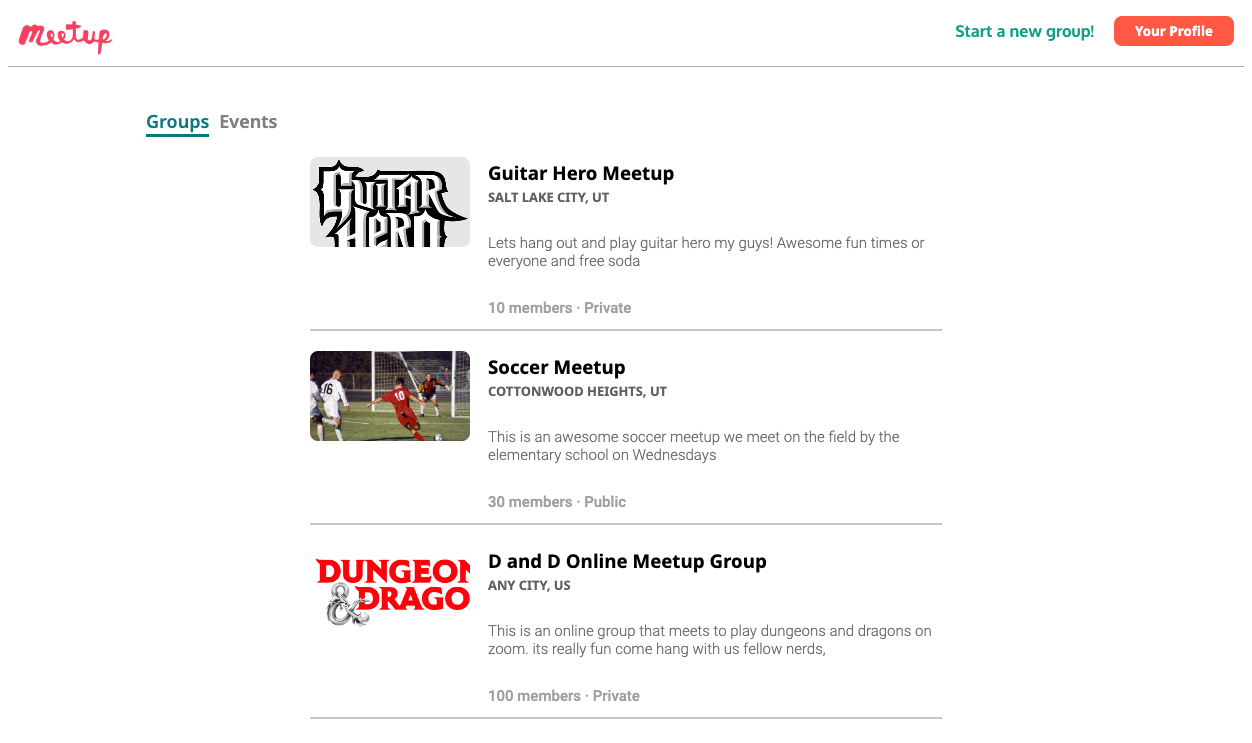 meetup
Start a new group!
Your Profile
Groups Events
GUITAR
HERO
Guitar Hero Meetup
SALT LAKE CITY, UT
Lets hang out and play guitar hero my guys! Awesome fun times or
everyone and free soda
10 members · Private
16
10
Soccer Meetup
COTTONWOOD HEIGHTS, UT
This is an awesome soccer meetup we meet on the field by the
elementary school on Wednesdays
30 members · Public
DUNGEON
& DRAGO
D and D Online Meetup Group
ANY CITY, US
This is an online group that meets to play dungeons and dragons on
zoom. its really fun come hang with us fellow nerds,
100 members · Private